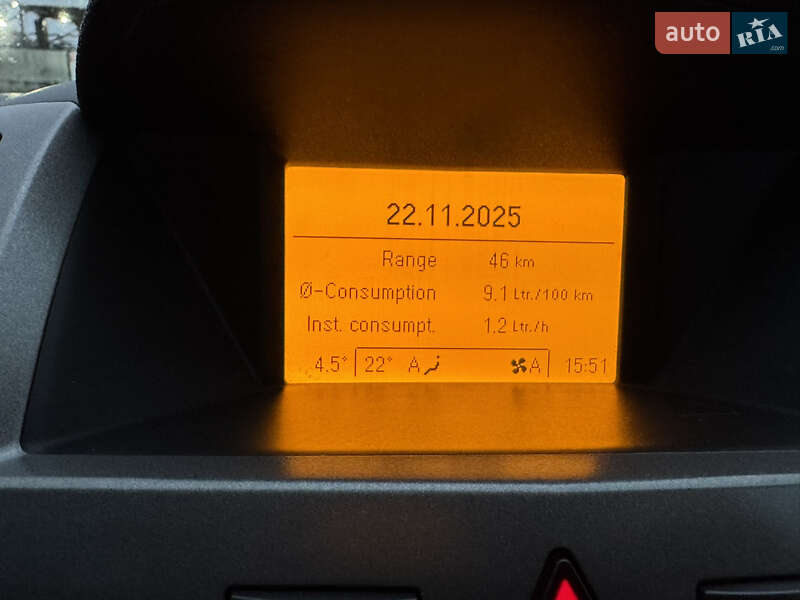 auto RIA .com
22.11.2025
Range 46 km
Ø-Consumption 9.1 Ltr./100 km
Inst. consumpt. 1.2 Ltr./h
4.5° 22° A A 15:51